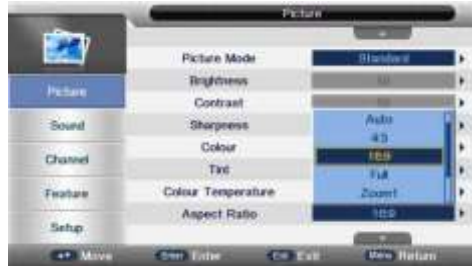 Picture
Picture Mode
Standard
Brightness
Picture
Contrast
Sound
Sharpness
Auto
4:3
Colour
16:9
Channel
Tint
Full
Feature
Colour Temperature
Zoom1
Aspect Ratio
16:9
Setup
Move
Enter Enter
Exit Exit
Menu Return